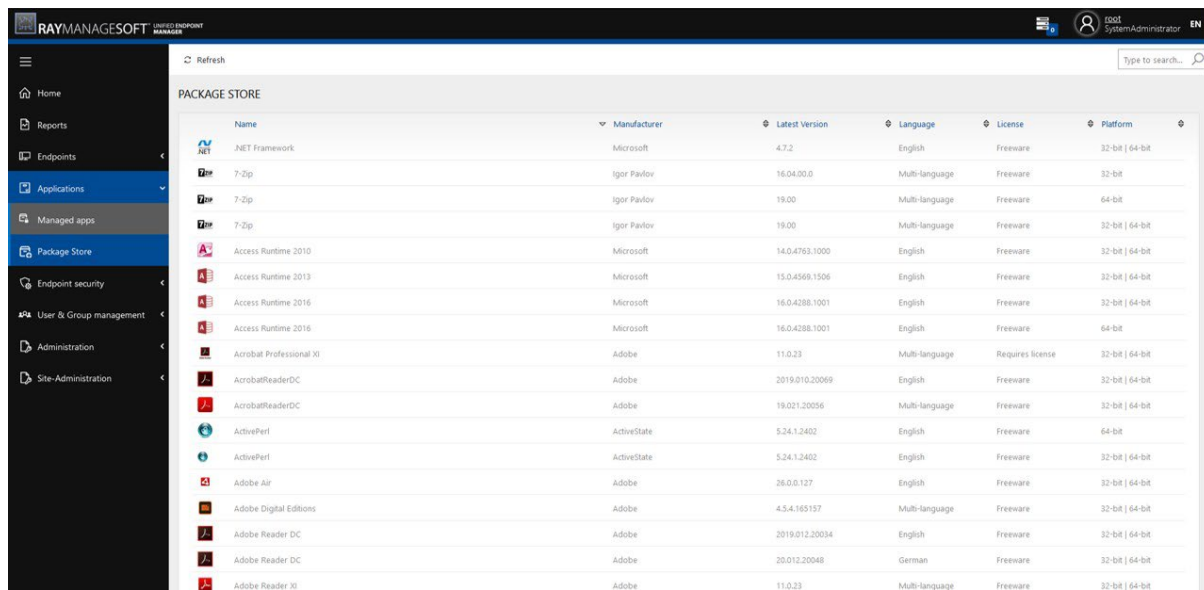 RAYMANAGESOFT UNIFIED ENDPOINT MANAGER
0
root
SystemAdministrator
EN
Refresh
Type to search...
Home
Reports
Endpoints
Applications
Managed apps
Package Store
Endpoint security
User & Group management
Administration
Site-Administration
PACKAGE STORE
Name Manufacturer Latest Version Language License Platform
.NET .NET Framework Microsoft 4.7.2 English Freeware 32-bit | 64-bit
7zip 7-Zip Igor Pavlov 16.04.00.0 Multi-language Freeware 32-bit
7zip 7-Zip Igor Pavlov 19.00 Multi-language Freeware 64-bit
7zip 7-Zip Igor Pavlov 19.00 Multi-language Freeware 32-bit | 64-bit
A Access Runtime 2010 Microsoft 14.0.4763.1000 English Freeware 32-bit | 64-bit
A Access Runtime 2013 Microsoft 15.0.4569.1506 English Freeware 32-bit | 64-bit
A Access Runtime 2016 Microsoft 16.0.4288.1001 English Freeware 32-bit | 64-bit
A Access Runtime 2016 Microsoft 16.0.4288.1001 English Freeware 64-bit
Acrobat Professional XI Adobe 11.0.23 Multi-language Requires license 32-bit | 64-bit
AcrobatReaderDC Adobe 2019.010.20069 English Freeware 32-bit | 64-bit
AcrobatReaderDC Adobe 19.021.20056 Multi-language Freeware 32-bit | 64-bit
ActivePerl ActiveState 5.24.1.2402 English Freeware 64-bit
ActivePerl ActiveState 5.24.1.2402 English Freeware 32-bit | 64-bit
Adobe Air Adobe 26.0.0.127 English Freeware 32-bit | 64-bit
Adobe Digital Editions Adobe 4.5.4.165157 Multi-language Freeware 32-bit | 64-bit
Adobe Reader DC Adobe 2019.012.20034 English Freeware 32-bit | 64-bit
Adobe Reader DC Adobe 20.012.20048 German Freeware 32-bit | 64-bit
Adobe Reader XI Adobe 11.0.23 Multi-language Freeware 32-bit | 64-bit